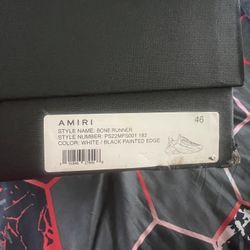 AMIRI
46
STYLE NAME: BONE RUNNER
STYLE NUMBER: PS22MFS001 183
COLOR: WHITE / BLACK PAINTED EDGE